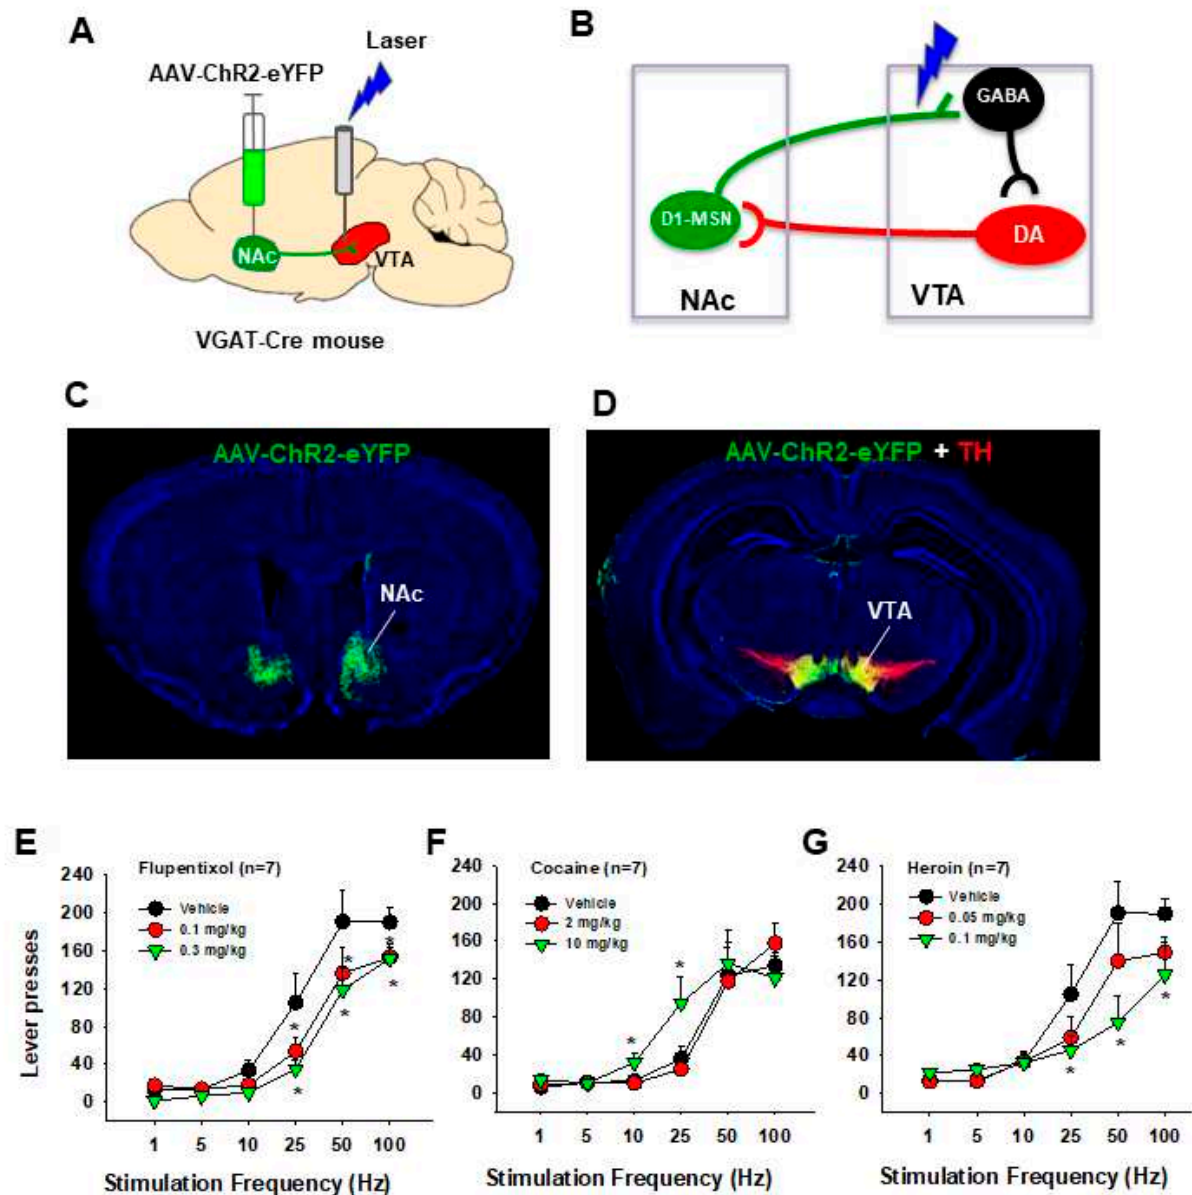 A
Laser
AAV-ChR2-eYFP
NAc
VTA
VGAT-Cre mouse
B
GABA
D1-MSN
DA
NAc
VTA
C
AAV-ChR2-eYFP
NAc
D
AAV-ChR2-eYFP + TH
VTA
E
Flupentixol (n=7)
Vehicle
0.1 mg/kg
0.3 mg/kg
Lever presses
240
200
160
120
80
40
0
* * * * * *
1 5 10 25 50 100
Stimulation Frequency (Hz)
F
Cocaine (n=7)
Vehicle
2 mg/kg
10 mg/kg
240
200
160
120
80
40
0
* *
1 5 10 25 50 100
Stimulation Frequency (Hz)
G
Heroin (n=7)
Vehicle
0.05 mg/kg
0.1 mg/kg
240
200
160
120
80
40
0
* * *
1 5 10 25 50 100
Stimulation Frequency (Hz)